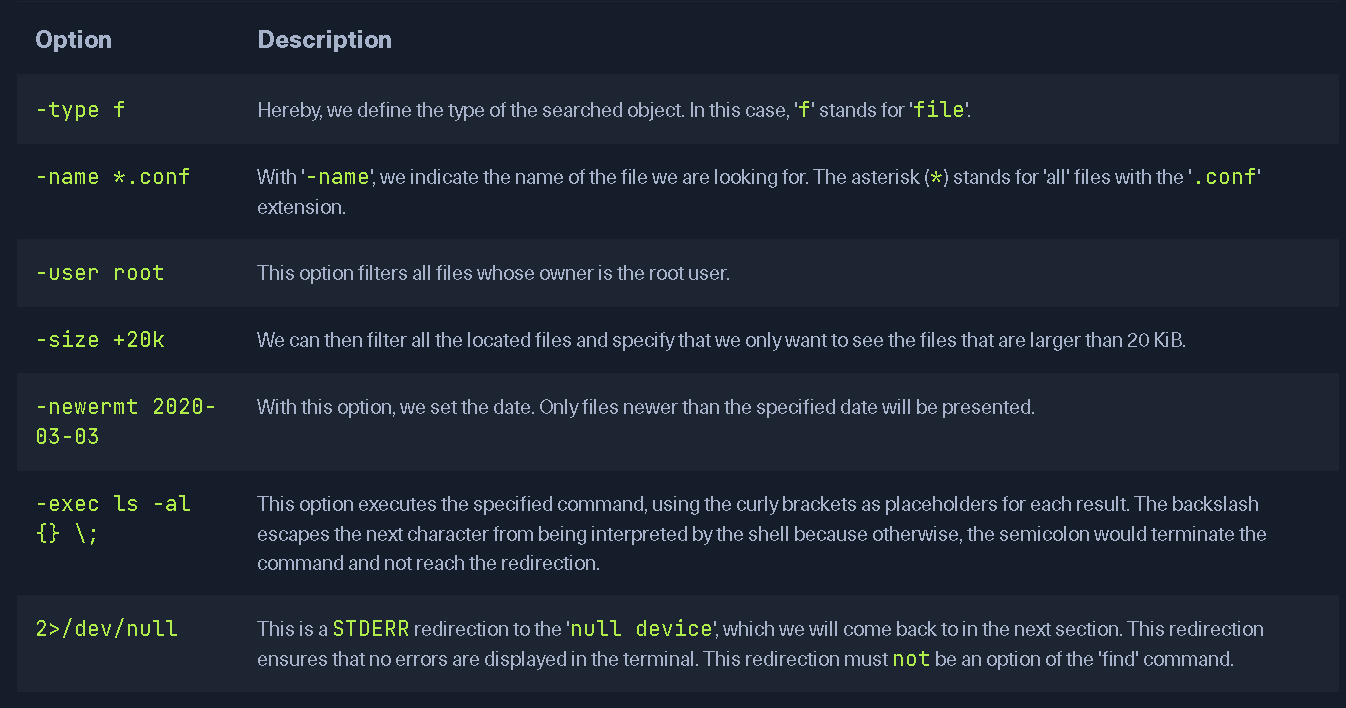 Option Description
-type f Hereby, we define the type of the searched object. In this case, 'f' stands for 'file'.
-name *.conf With '-name', we indicate the name of the file we are looking for. The asterisk (*) stands for 'all' files with the '.conf'
extension.
-user root This option filters all files whose owner is the root user.
-size +20k We can then filter all the located files and specify that we only want to see the files that are larger than 20 KiB.
-newermt 2020- With this option, we set the date. Only files newer than the specified date will be presented.
03-03
-exec ls -al This option executes the specified command, using the curly brackets as placeholders for each result. The backslash
{} \; escapes the next character from being interpreted by the shell because otherwise, the semicolon would terminate the
command and not reach the redirection.
2>/dev/null This is a STDERR redirection to the 'null device', which we will come back to in the next section. This redirection
ensures that no errors are displayed in the terminal. This redirection must not be an option of the 'find' command.